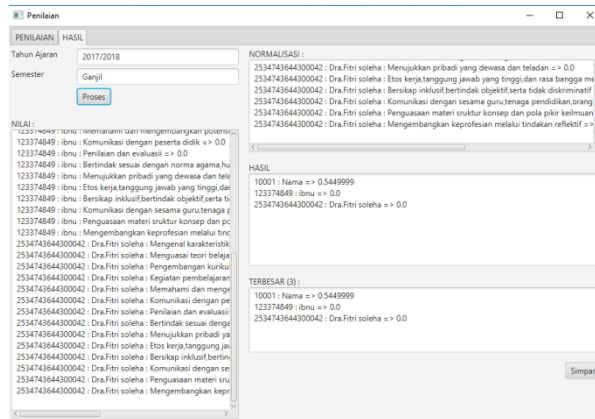 Penilaian
PENILAIAN HASIL
Tahun Ajaran 2017/2018
Semester Ganjil
Proses
NILAI :
123374849 : ibnu : Memahami dan mengembangkan potensi
123374849 : ibnu : Komunikasi dengan peserta didik => 0.0
123374849 : ibnu : Penilaian dan evaluasii => 0.0
123374849 : ibnu : Bertindak sesuai dengan norma agama,hu
123374849 : ibnu : Menujukkan pribadi yang dewasa dan tela
123374849 : ibnu : Etos kerja,tanggung jawab yang tinggi,dar
123374849 : ibnu : Bersikap inklusif,bertindak objektif,serta ti
123374849 : ibnu : Komunikasi dengan sesama guru,tenaga p
123374849 : ibnu : Penguasaan materi sruktur konsep dan po
123374849 : ibnu : Mengembangkan keprofesian melalui tinc
2534743644300042 : Dra.Fitri soleha : Mengenal karakteristik
2534743644300042 : Dra.Fitri soleha : Menguasai teori belaja
2534743644300042 : Dra.Fitri soleha : Pengembangan kuriku
2534743644300042 : Dra.Fitri soleha : Kegiatan pembelajaran
2534743644300042 : Dra.Fitri soleha : Memahami dan menge
2534743644300042 : Dra.Fitri soleha : Komunikasi dengan pe
2534743644300042 : Dra.Fitri soleha : Penilaian dan evaluasii
2534743644300042 : Dra.Fitri soleha : Bertindak sesuai denga
2534743644300042 : Dra.Fitri soleha : Menujukkan pribadi ya
2534743644300042 : Dra.Fitri soleha : Etos kerja,tanggung jav
2534743644300042 : Dra.Fitri soleha : Bersikap inklusif,bertin
2534743644300042 : Dra.Fitri soleha : Komunikasi dengan se
2534743644300042 : Dra.Fitri soleha : Penguasaan materi sru
2534743644300042 : Dra.Fitri soleha : Mengembangkan kepr
NORMALISASI :
2534743644300042 : Dra.Fitri soleha : Menujukkan pribadi yang dewasa dan teladan => 0.0
2534743644300042 : Dra.Fitri soleha : Etos kerja,tanggung jawab yang tinggi,dan rasa bangga me
2534743644300042 : Dra.Fitri soleha : Bersikap inklusif,bertindak objektif,serta tidak diskriminatif
2534743644300042 : Dra.Fitri soleha : Komunikasi dengan sesama guru,tenaga pendidikan,orang
2534743644300042 : Dra.Fitri soleha : Penguasaan materi sruktur konsep dan pola pikir keilmuan
2534743644300042 : Dra.Fitri soleha : Mengembangkan keprofesian melalui tindakan reflektif =>
HASIL
10001 : Nama => 0.5449999
123374849 : ibnu => 0.0
2534743644300042 : Dra.Fitri soleha => 0.0
TERBESAR (3) :
10001 : Nama => 0.5449999
123374849 : ibnu => 0.0
2534743644300042 : Dra.Fitri soleha => 0.0
Simpan